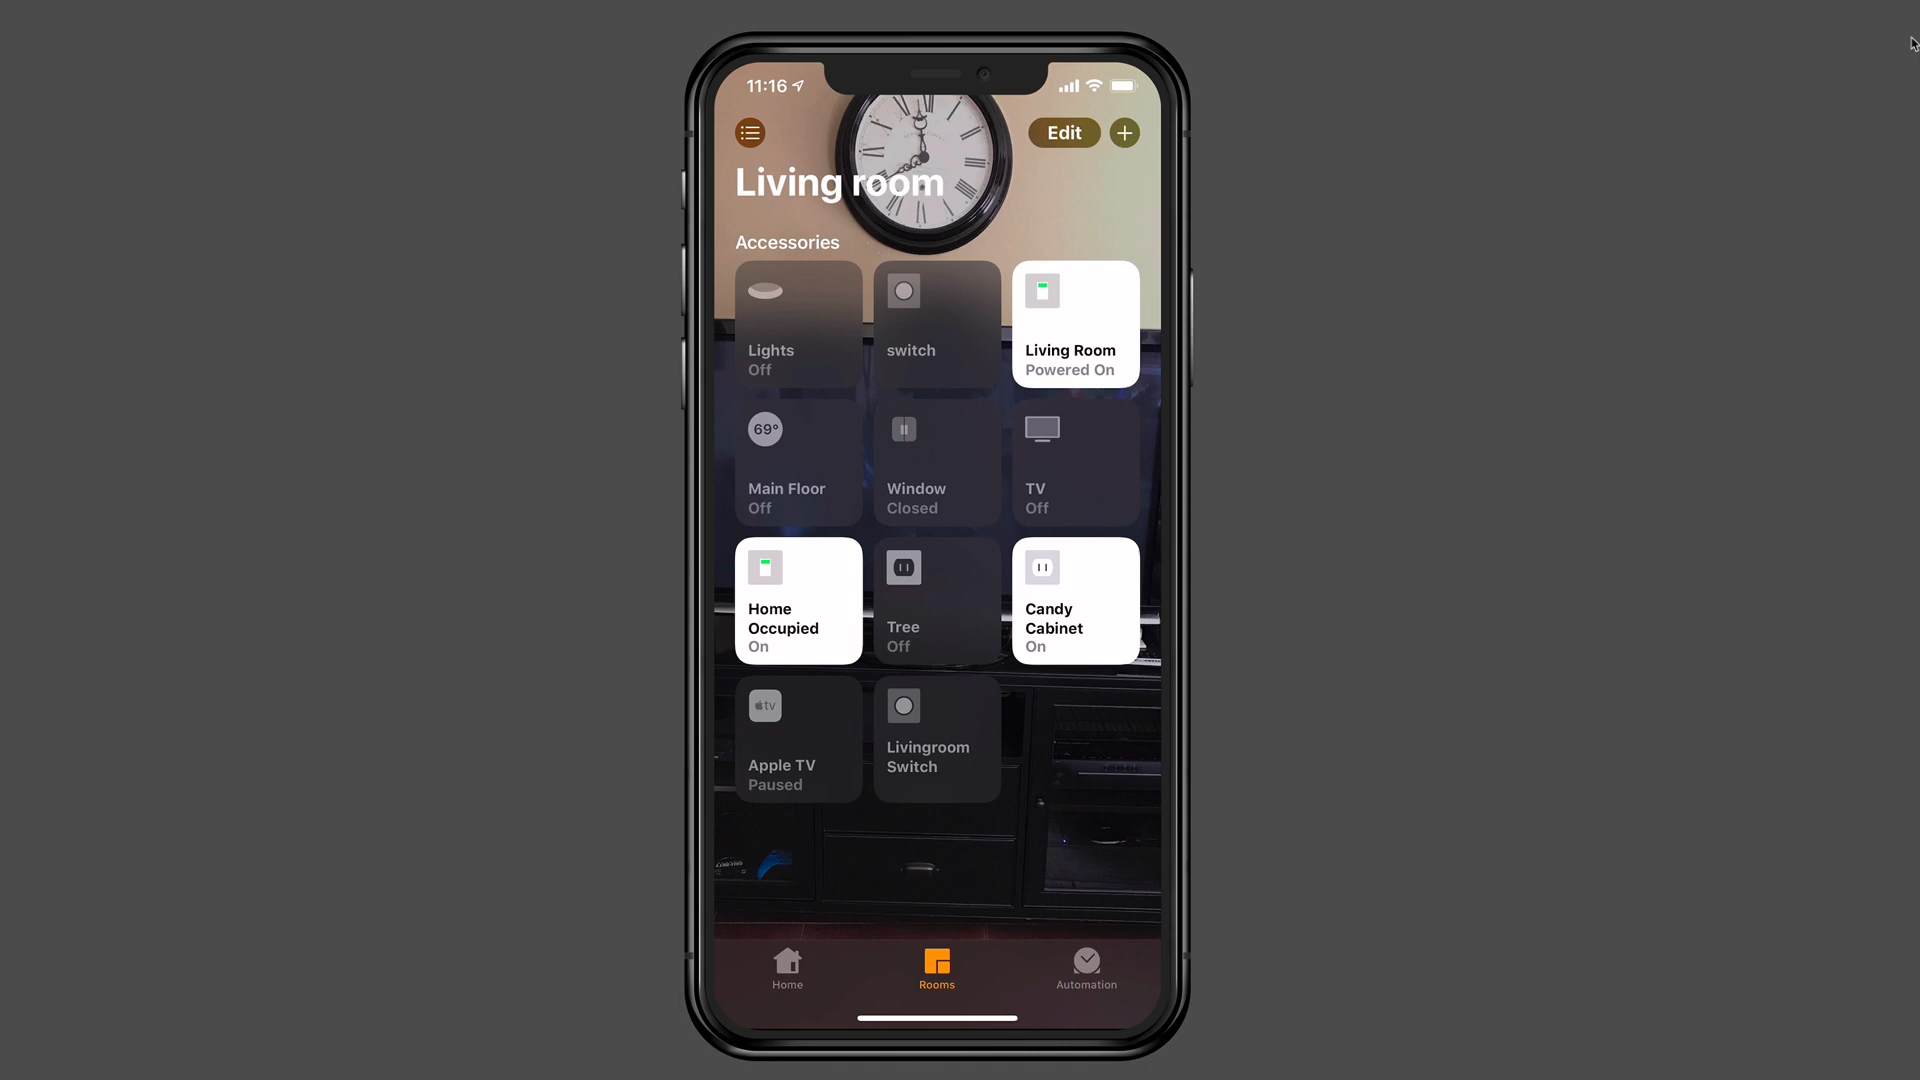 11:16
Edit
Living room
Accessories
Lights
Off
switch
Living Room
Powered On
69°
Main Floor
Off
Window
Closed
TV
Off
Home
Occupied
On
Tree
Off
Candy
Cabinet
On
tv
Apple TV
Paused
Livingroom
Switch
Home
Rooms
Automation